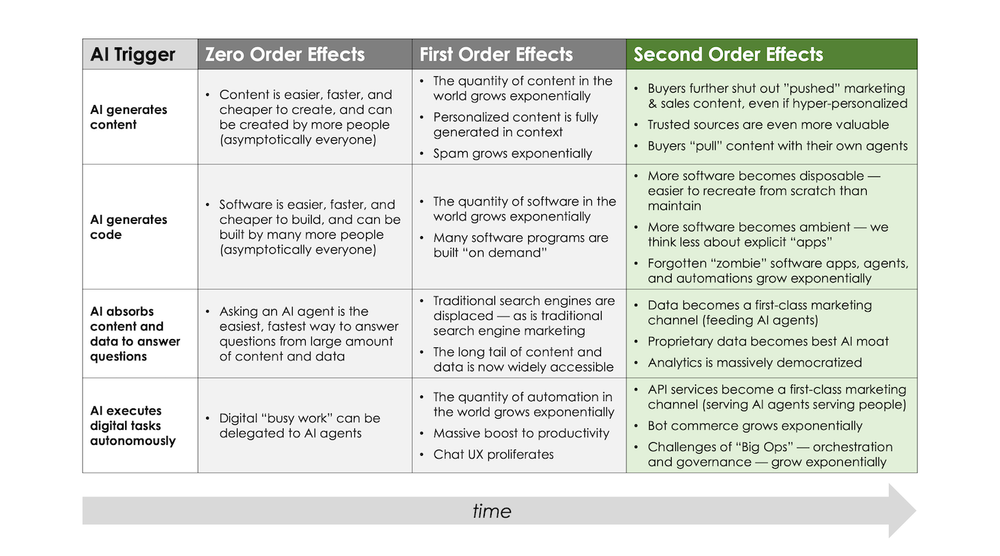 AI Trigger
Zero Order Effects
First Order Effects
Second Order Effects
AI generates
content
• Content is easier, faster, and
cheaper to create, and can
be created by more people
(asymptotically everyone)
• The quantity of content in the
world grows exponentially
• Personalized content is fully
generated in context
• Spam grows exponentially
• Buyers further shut out ”pushed” marketing
& sales content, even if hyper-personalized
• Trusted sources are even more valuable
• Buyers “pull” content with their own agents
AI generates
code
• Software is easier, faster, and
cheaper to build, and can be
built by many more people
(asymptotically everyone)
• The quantity of software in the
world grows exponentially
• Many software programs are
built “on demand”
• More software becomes disposable —
easier to recreate from scratch than
maintain
• More software becomes ambient — we
think less about explicit “apps”
• Forgotten “zombie” software apps, agents,
and automations grow exponentially
AI absorbs
content and
data to answer
questions
• Asking an AI agent is the
easiest, fastest way to answer
questions from large amount
of content and data
• Traditional search engines are
displaced — as is traditional
search engine marketing
• The long tail of content and
data is now widely accessible
• Data becomes a first-class marketing
channel (feeding AI agents)
• Proprietary data becomes best AI moat
• Analytics is massively democratized
AI executes
digital tasks
autonomously
• Digital “busy work” can be
delegated to AI agents
• The quantity of automation in
the world grows exponentially
• Massive boost to productivity
• Chat UX proliferates
• API services become a first-class marketing
channel (serving AI agents serving people)
• Bot commerce grows exponentially
• Challenges of “Big Ops” — orchestration
and governance — grow exponentially
time